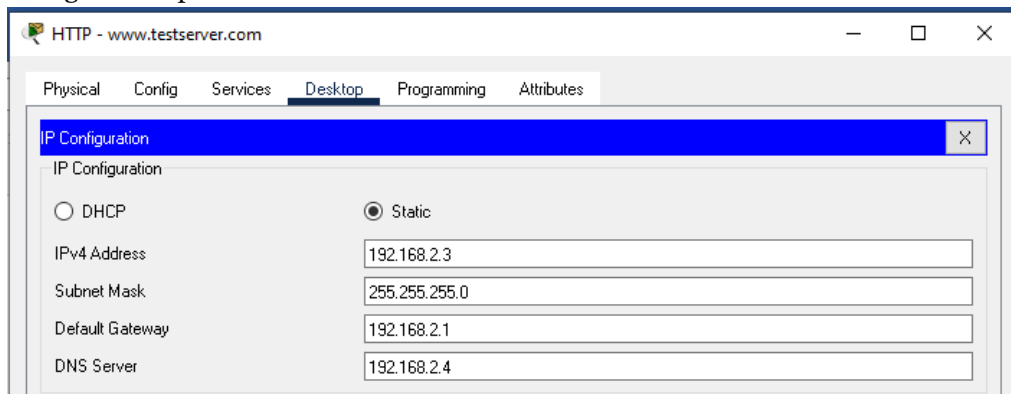 HTTP - www.testserver.com
Physical Config Services Desktop Programming Attributes
IP Configuration X
IP Configuration
DHCP Static
IPv4 Address 192.168.2.3
Subnet Mask 255.255.255.0
Default Gateway 192.168.2.1
DNS Server 192.168.2.4